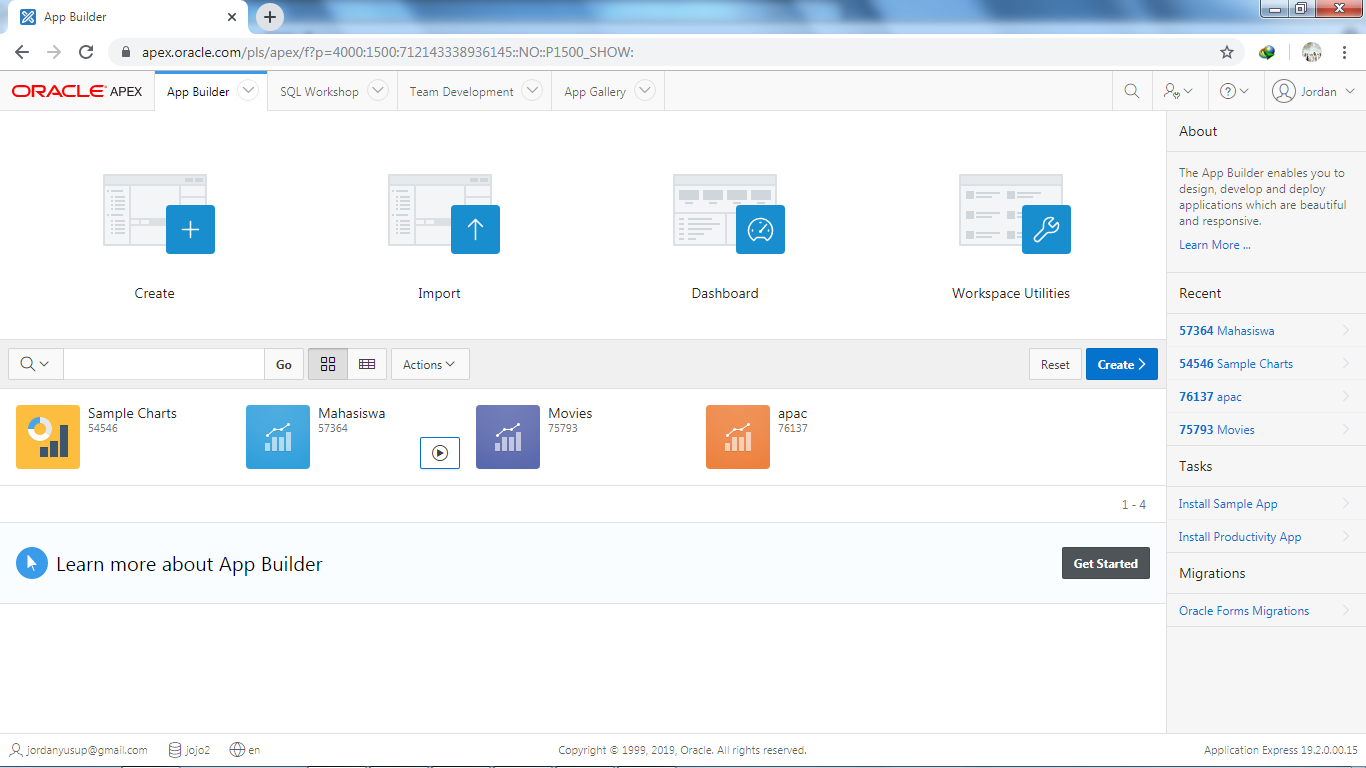 App Builder
apex.oracle.com/pls/apex/f?p=4000:1500:712143338936145::NO::P1500_SHOW:
ORACLE APEX App Builder SQL Workshop Team Development App Gallery Jordan
Create Import Dashboard Workspace Utilities
Go Actions Reset Create
Sample Charts
54546
Mahasiswa
57364
Movies
75793
apac
76137
1 - 4
Learn more about App Builder Get Started
About
The App Builder enables you to
design, develop and deploy
applications which are beautiful
and responsive.
Learn More ...
Recent
57364 Mahasiswa
54546 Sample Charts
76137 apac
75793 Movies
Tasks
Install Sample App
Install Productivity App
Migrations
Oracle Forms Migrations
jordanyusup@gmail.com jojo2 en Copyright © 1999, 2019, Oracle. All rights reserved. Application Express 19.2.0.00.15